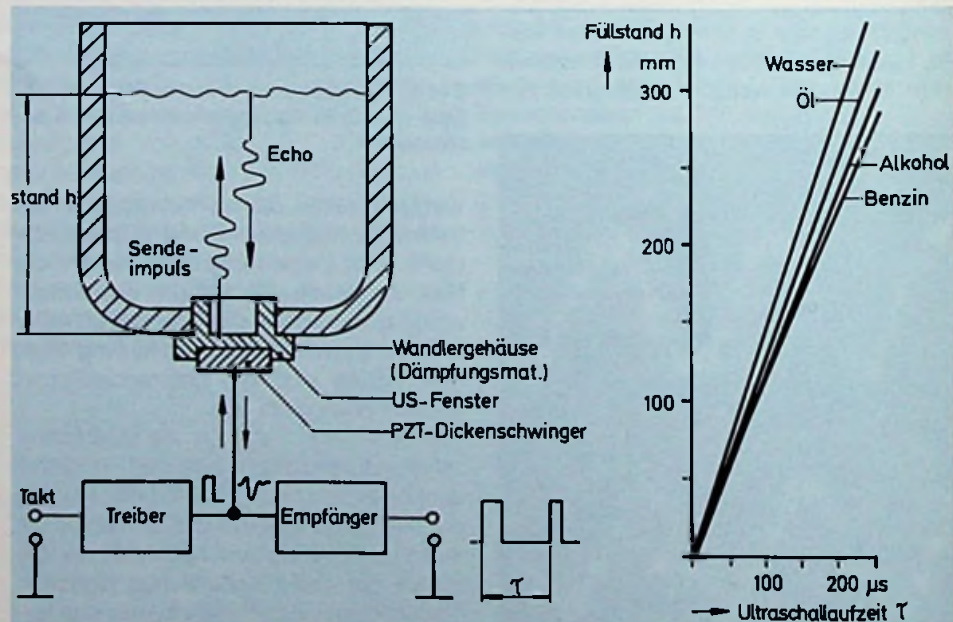 stand h
Echo
Sende-
impuls
Wandlergehäuse
(Dämpfungsmat.)
US-Fenster
PZT-Dickenschwinger
Takt
Treiber
Empfänger
τ
Füllstand h
mm
300
200
100
Wasser
Öl
Alkohol
Benzin
100
200 µs
Ultraschallaufzeit τ